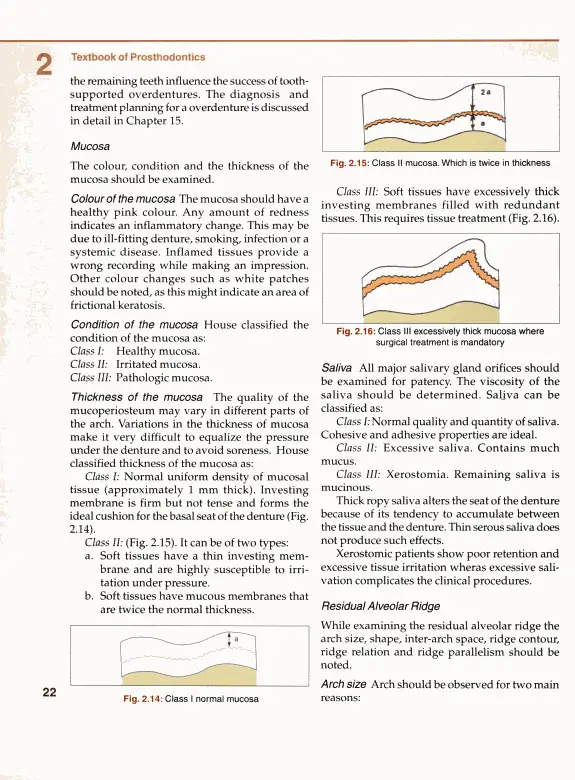 2
Textbook of Prosthodontics
the remaining teeth influence the success of tooth-
supported overdentures. The diagnosis and
treatment planning for a overdenture is discussed
in detail in Chapter 15.
Mucosa
The colour, condition and the thickness of the
mucosa should be examined.
Colour of the mucosa The mucosa should have a
healthy pink colour. Any amount of redness
indicates an inflammatory change. This may be
due to ill-fitting denture, smoking, infection or a
systemic disease. Inflamed tissues provide a
wrong recording while making an impression.
Other colour changes such as white patches
should be noted, as this might indicate an area of
frictional keratosis.
Condition of the mucosa House classified the
condition of the mucosa as:
Class I: Healthy mucosa.
Class II: Irritated mucosa.
Class III: Pathologic mucosa.
Thickness of the mucosa The quality of the
mucoperiosteum may vary in different parts of
the arch. Variations in the thickness of mucosa
make it very difficult to equalize the pressure
under the denture and to avoid soreness. House
classified thickness of the mucosa as:
Class I: Normal uniform density of mucosal
tissue (approximately 1 mm thick). Investing
membrane is firm but not tense and forms the
ideal cushion for the basal seat of the denture (Fig.
2.14).
Class II: (Fig. 2.15). It can be of two types:
a. Soft tissues have a thin investing mem-
brane and are highly susceptible to irri-
tation under pressure.
b. Soft tissues have mucous membranes that
are twice the normal thickness.
a
Fig. 2.14: Class I normal mucosa
22
2a
a
Fig. 2.15: Class II mucosa. Which is twice in thickness
Class III: Soft tissues have excessively thick
investing membranes filled with redundant
tissues. This requires tissue treatment (Fig. 2.16).
Fig. 2.16: Class III excessively thick mucosa where
surgical treatment is mandatory
Saliva All major salivary gland orifices should
be examined for patency. The viscosity of the
saliva should be determined. Saliva can be
classified as:
Class I: Normal quality and quantity of saliva.
Cohesive and adhesive properties are ideal.
Class II: Excessive saliva. Contains much
mucus.
Class III: Xerostomia. Remaining saliva is
mucinous.
Thick ropy saliva alters the seat of the denture
because of its tendency to accumulate between
the tissue and the denture. Thin serous saliva does
not produce such effects.
Xerostomic patients show poor retention and
excessive tissue irritation wheras excessive sali-
vation complicates the clinical procedures.
Residual Alveolar Ridge
While examining the residual alveolar ridge the
arch size, shape, inter-arch space, ridge contour,
ridge relation and ridge parallelism should be
noted.
Arch size Arch should be observed for two main
reasons: